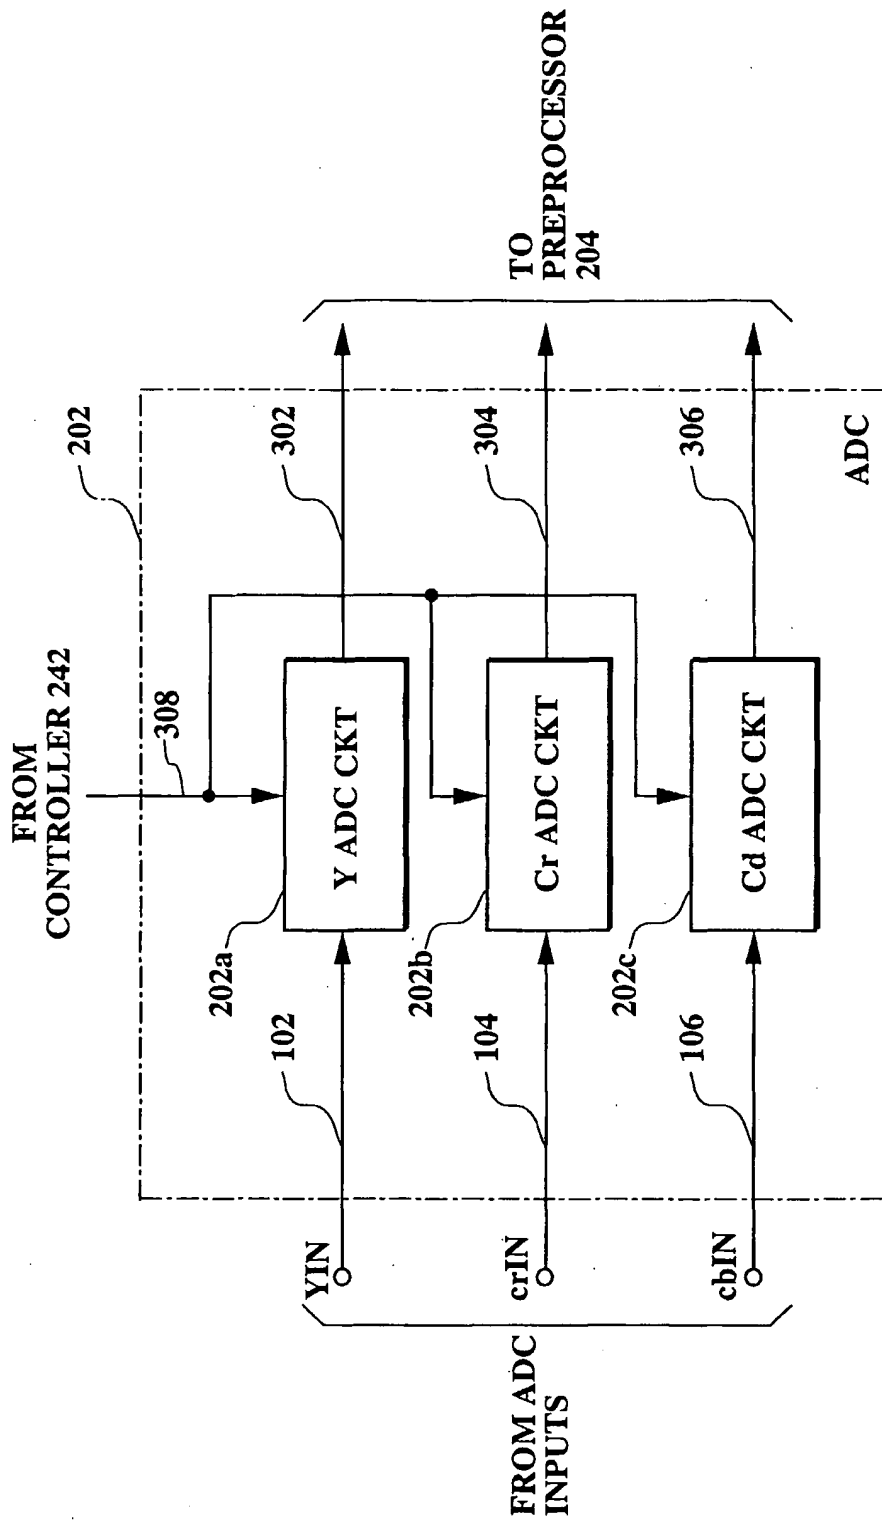 FROM
CONTROLLER 242
308
202
FROM ADC
INPUTS
YIN
102
202a
Y ADC CKT
302
crIN
104
202b
Cr ADC CKT
304
cbIN
106
202c
Cd ADC CKT
306
TO
PREPROCESSOR
204
ADC